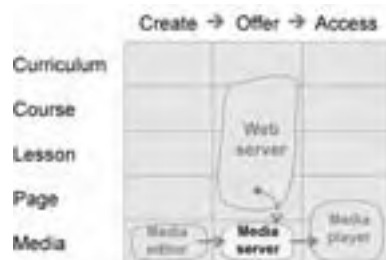 Create → Offer → Access
Curriculum
Course
Lesson
Page
Media
Web
server
Media
editor
Media
server
Media
player